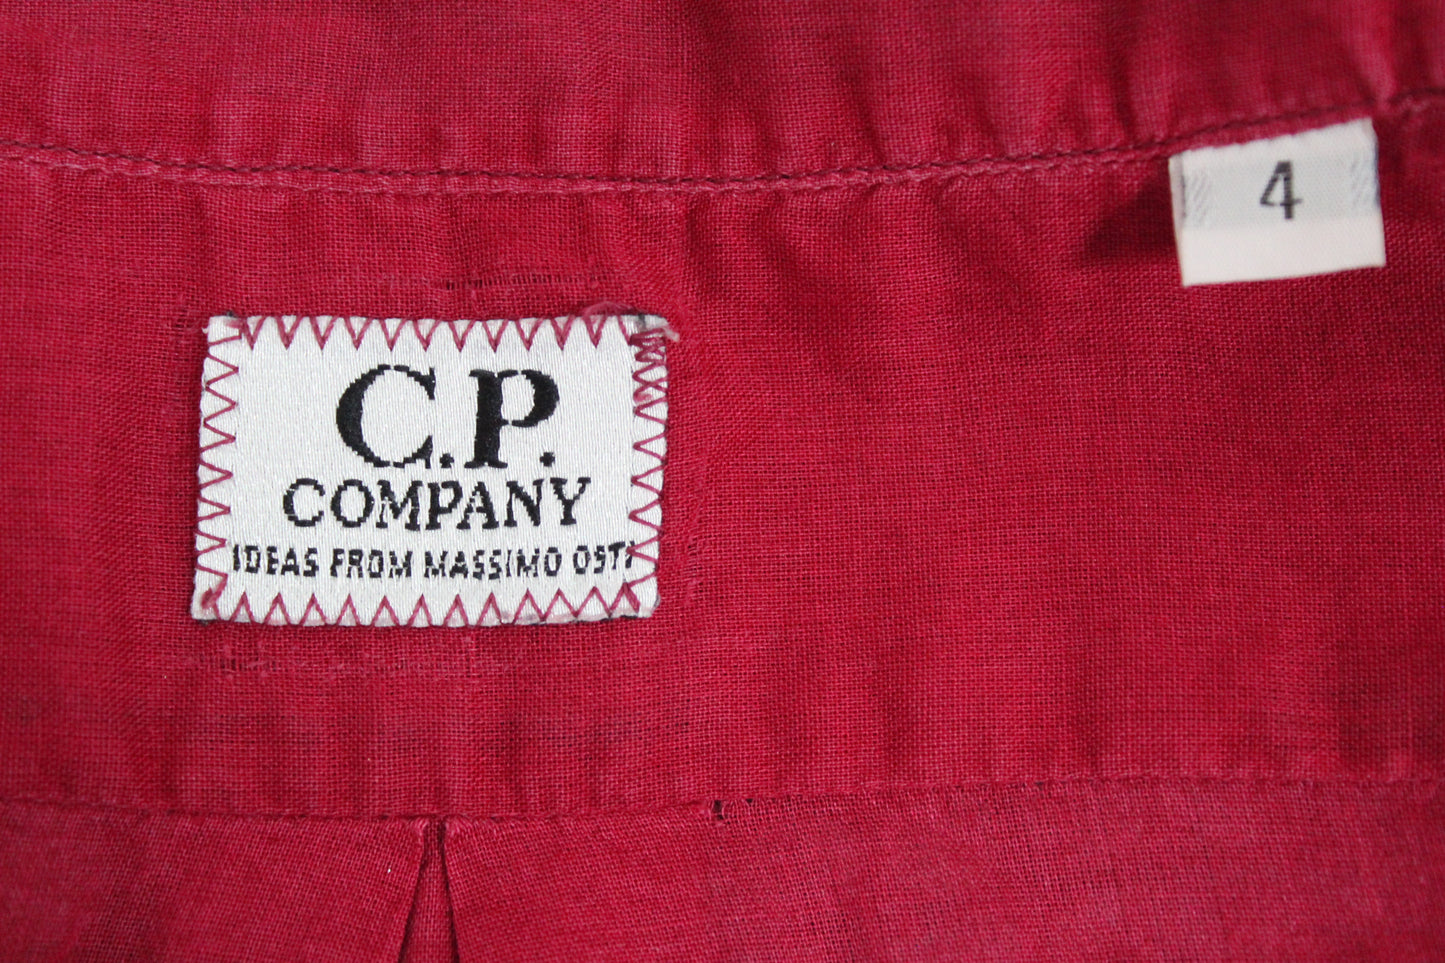 4
C.P.
COMPANY
IDEAS FROM MASSIMO OSTI